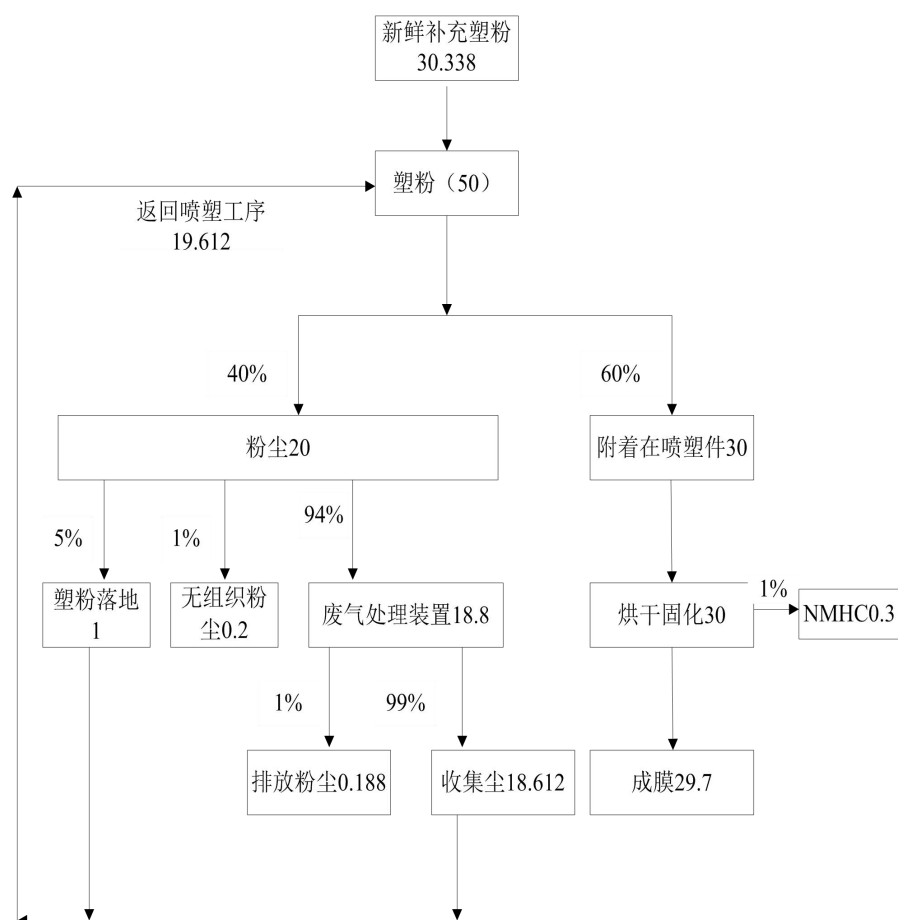 新鲜补充塑粉
30.338
塑粉（50）
返回喷塑工序
19.612
40%
60%
粉尘20
附着在喷塑件30
5%
1%
94%
塑粉落地
1
无组织粉
尘0.2
废气处理装置18.8
烘干固化30
1%
NMHC0.3
1%
99%
排放粉尘0.188
收集尘18.612
成膜29.7